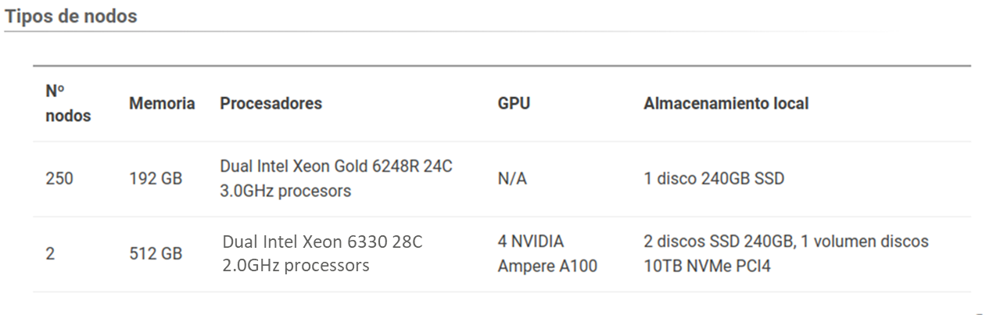 Tipos de nodos
Nº
nodos
Memoria
Procesadores
GPU
Almacenamiento local
250
192 GB
Dual Intel Xeon Gold 6248R 24C
3.0GHz procesors
N/A
1 disco 240GB SSD
2
512 GB
Dual Intel Xeon 6330 28C
2.0GHz processors
4 NVIDIA
Ampere A100
2 discos SSD 240GB, 1 volumen discos
10TB NVMe PCI4